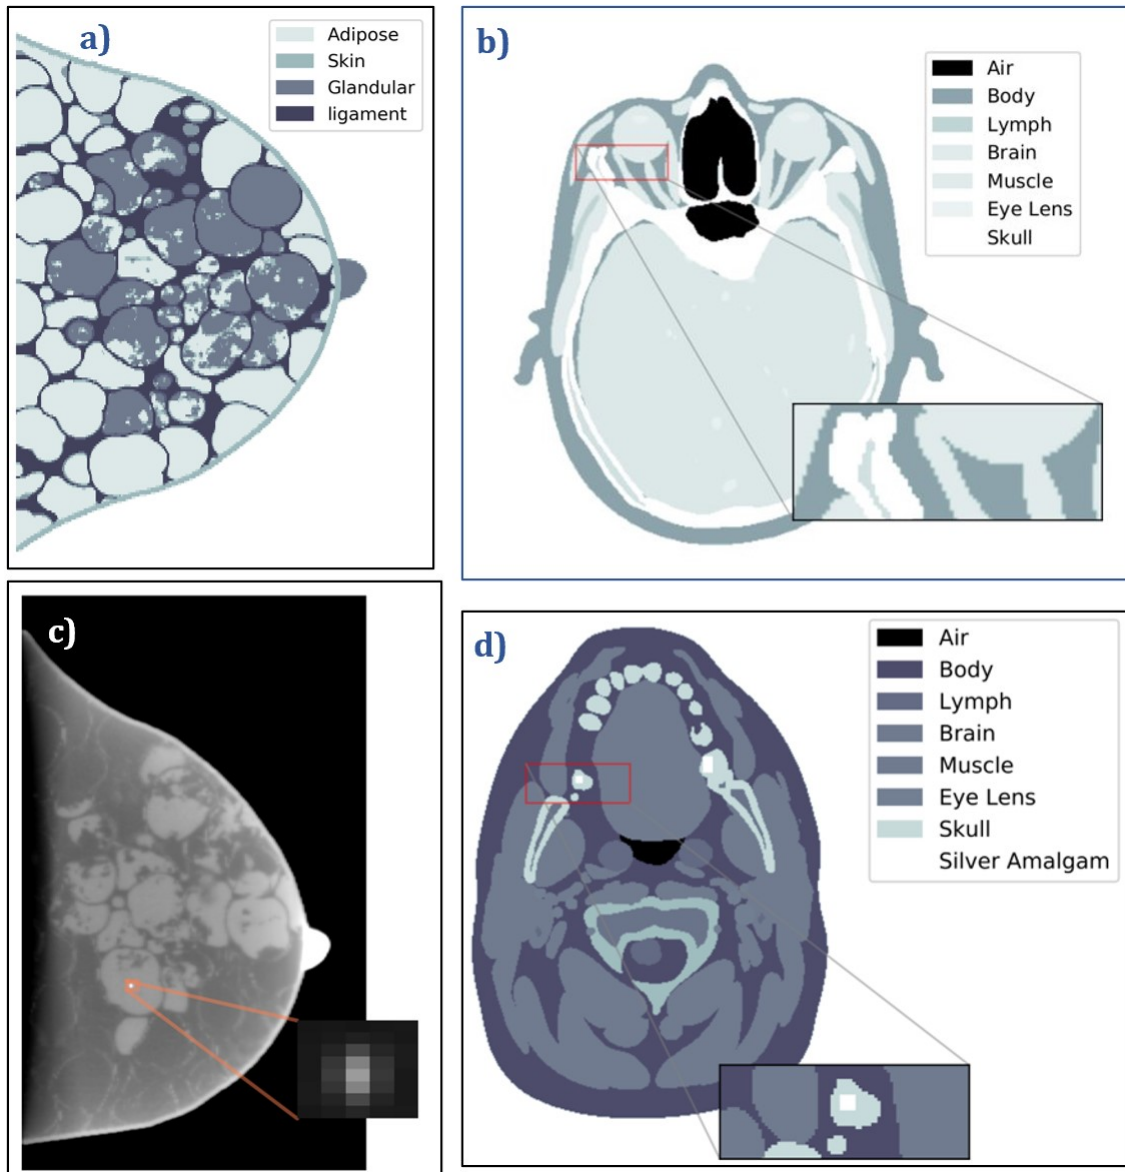 a)
Adipose
Skin
Glandular
ligament
b)
Air
Body
Lymph
Brain
Muscle
Eye Lens
Skull
c)
d)
Air
Body
Lymph
Brain
Muscle
Eye Lens
Skull
Silver Amalgam